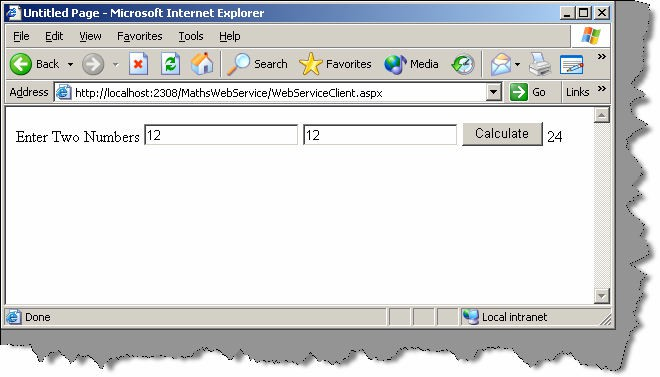 Untitled Page - Microsoft Internet Explorer
File Edit View Favorites Tools Help
Back Search Favorites Media »
Address http://localhost:2308/MathsWebService/WebServiceClient.aspx Go Links »
Enter Two Numbers 12 12 Calculate 24
Done Local intranet